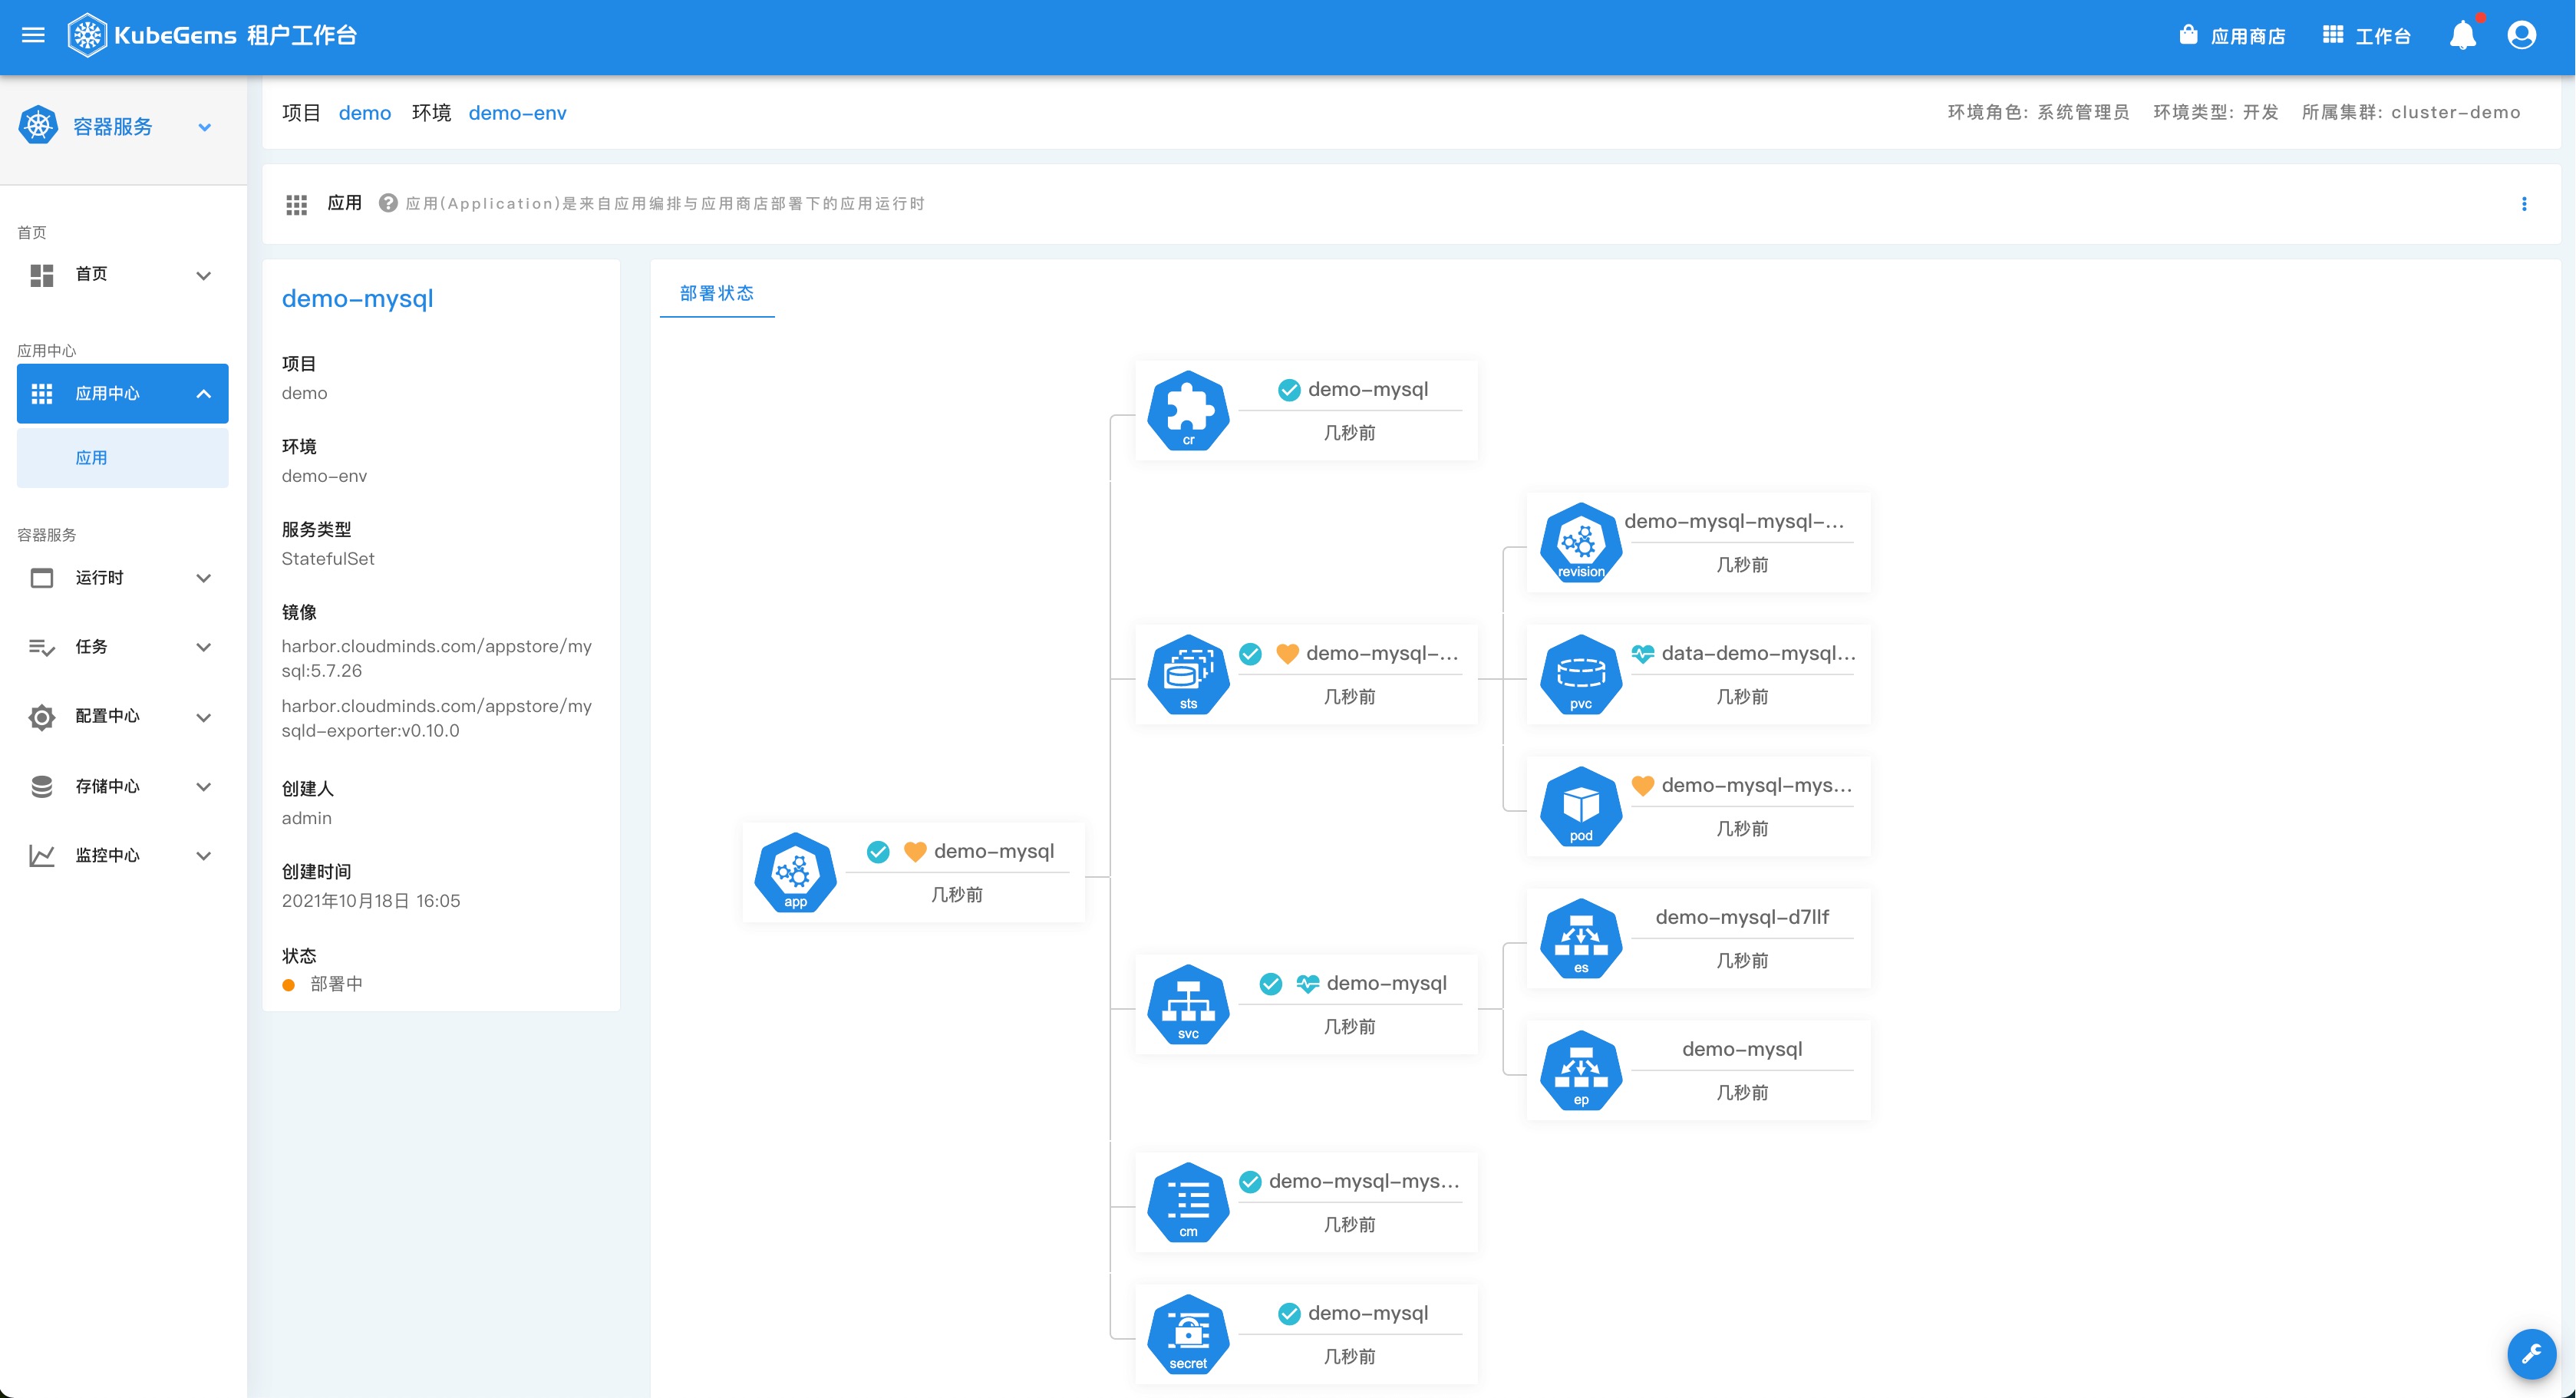 KubeGems 租户工作台
应用商店
工作台
容器服务
项目 demo 环境 demo-env
环境角色: 系统管理员 环境类型: 开发 所属集群: cluster-demo
应用 应用(Application)是来自应用编排与应用商店部署下的应用运行时
首页
首页
应用中心
应用中心
应用
容器服务
运行时
任务
配置中心
存储中心
监控中心
demo-mysql
项目
demo
环境
demo-env
服务类型
StatefulSet
镜像
harbor.cloudminds.com/appstore/my
sql:5.7.26
harbor.cloudminds.com/appstore/my
sqld-exporter:v0.10.0
创建人
admin
创建时间
2021年10月18日 16:05
状态
部署中
部署状态
app
demo-mysql
几秒前
cr
demo-mysql
几秒前
sts
demo-mysql-...
几秒前
revision
demo-mysql-mysql-...
几秒前
pvc
data-demo-mysql...
几秒前
pod
demo-mysql-mys...
几秒前
svc
demo-mysql
几秒前
es
demo-mysql-d7llf
几秒前
ep
demo-mysql
几秒前
cm
demo-mysql-mys...
几秒前
secret
demo-mysql
几秒前